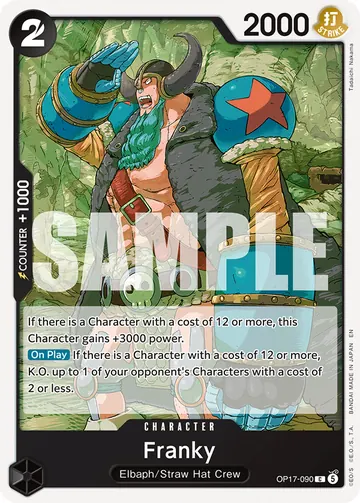 2
2000
打
STRIKE
Tadaichi Nakama
COUNTER +1000
SAMPLE
If there is a Character with a cost of 12 or more, this
Character gains +3000 power.
On Play If there is a Character with a cost of 12 or more,
K.O. up to 1 of your opponent's Characters with a cost of
2 or less.
CHARACTER
Franky
Elbaph/Straw Hat Crew
OP17-090 C 5
©E.O/S. ©E.O./S., T.A. BANDAI MADE IN JAPAN EN